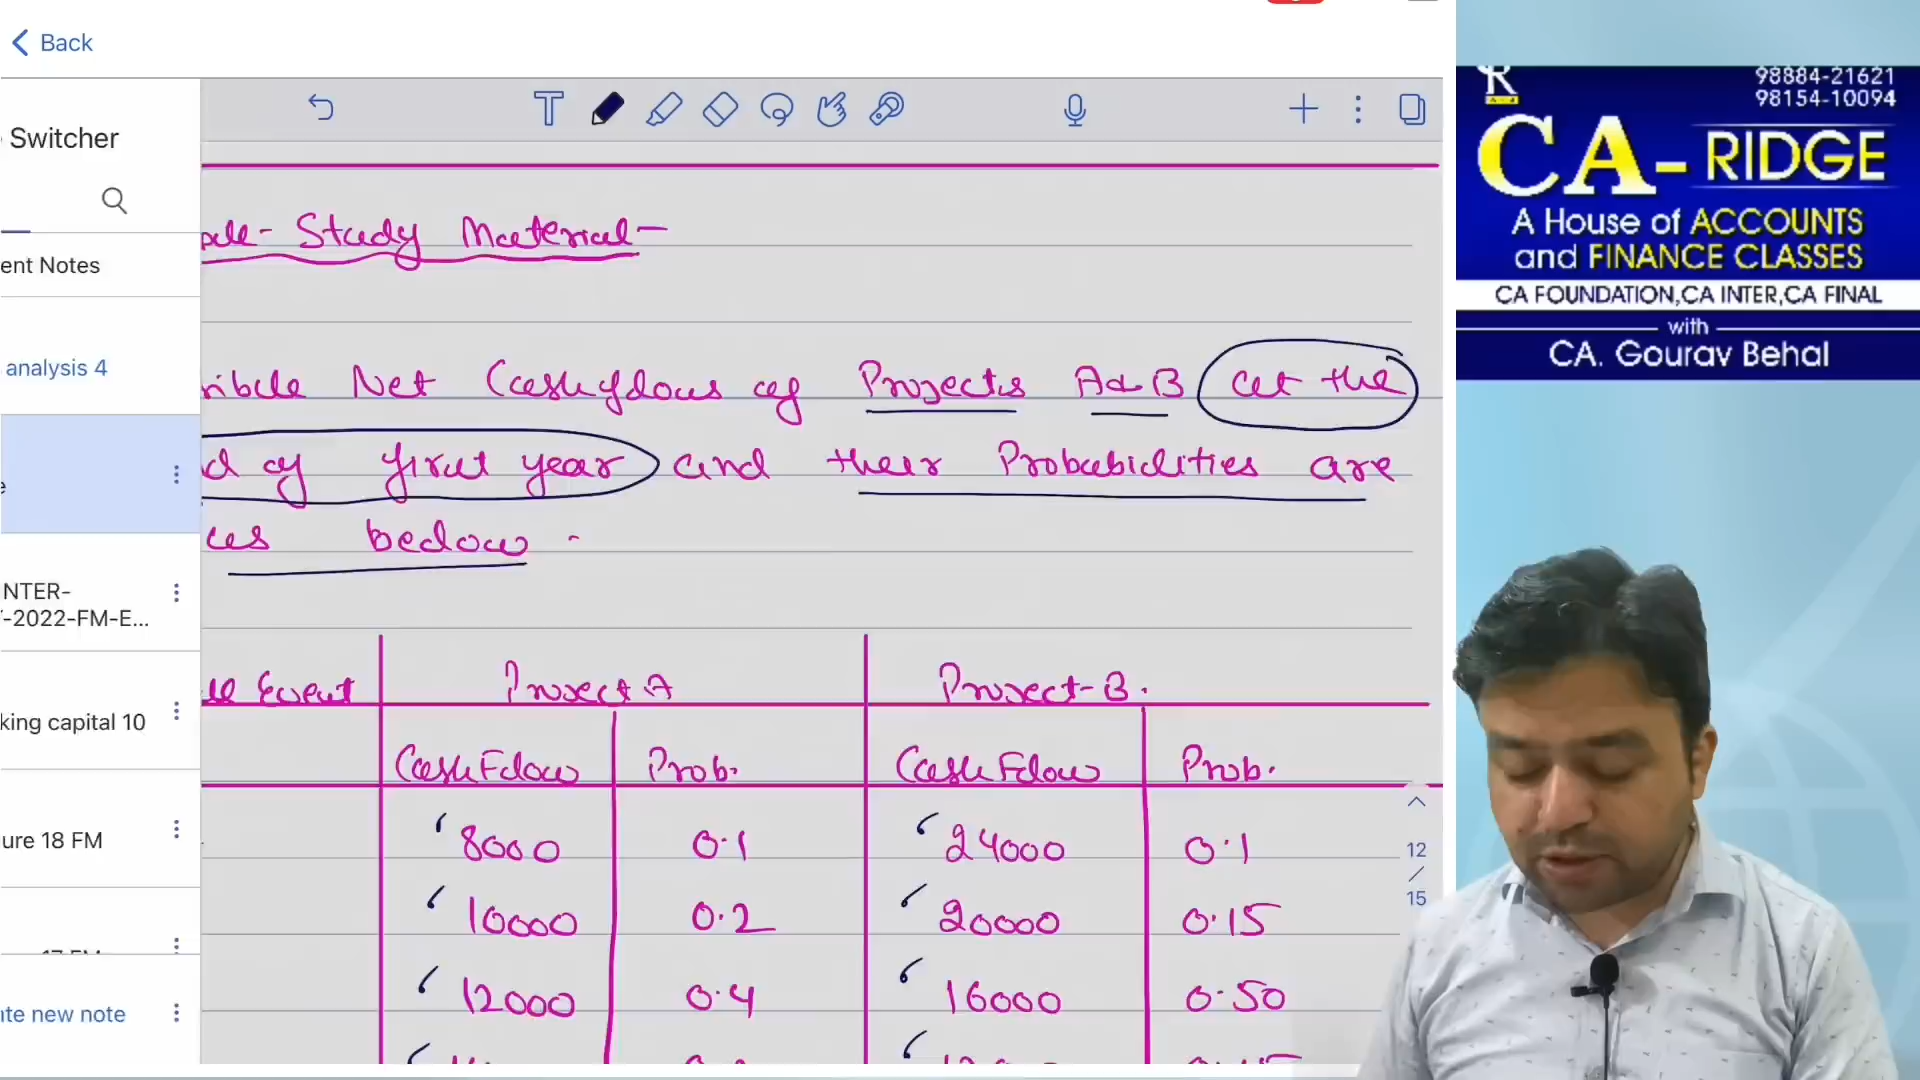 Back
Switcher
ent Notes
analysis 4
NTER-
-2022-FM-E...
king capital 10
ure 18 FM
te new note
Study Material-
Net Cashflows of Projects A & B at the
of first year and their Probabilities are
below -
Event Project A Project-B.
Cash Flow Prob. Cash Flow Prob.
8000 0.1 24000 0.1
10000 0.2 20000 0.15
12000 0.4 16000 0.50
12
/
15
98884-21621
98154-10094
CA- RIDGE
A House of ACCOUNTS
and FINANCE CLASSES
CA FOUNDATION,CA INTER,CA FINAL
with
CA. Gourav Behal